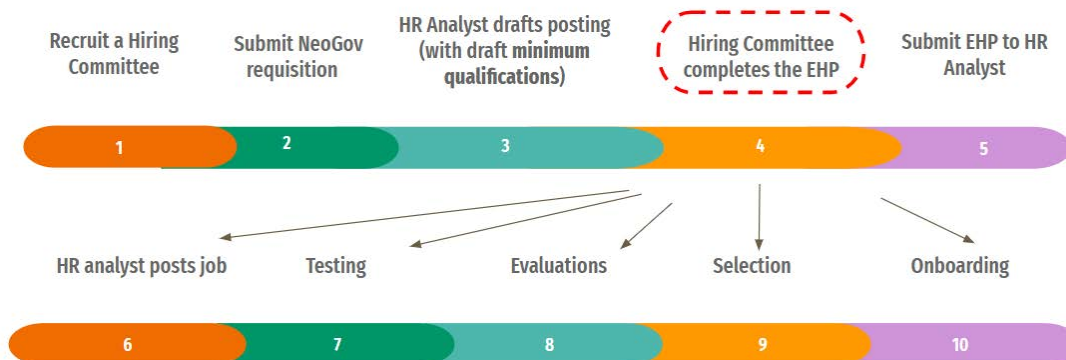 Recruit a Hiring
Committee
Submit NeoGov
requisition
HR Analyst drafts posting
(with draft minimum
qualifications)
Hiring Committee
completes the EHP
Submit EHP to HR
Analyst
1
2
3
4
5
HR analyst posts job
Testing
Evaluations
Selection
Onboarding
6
7
8
9
10